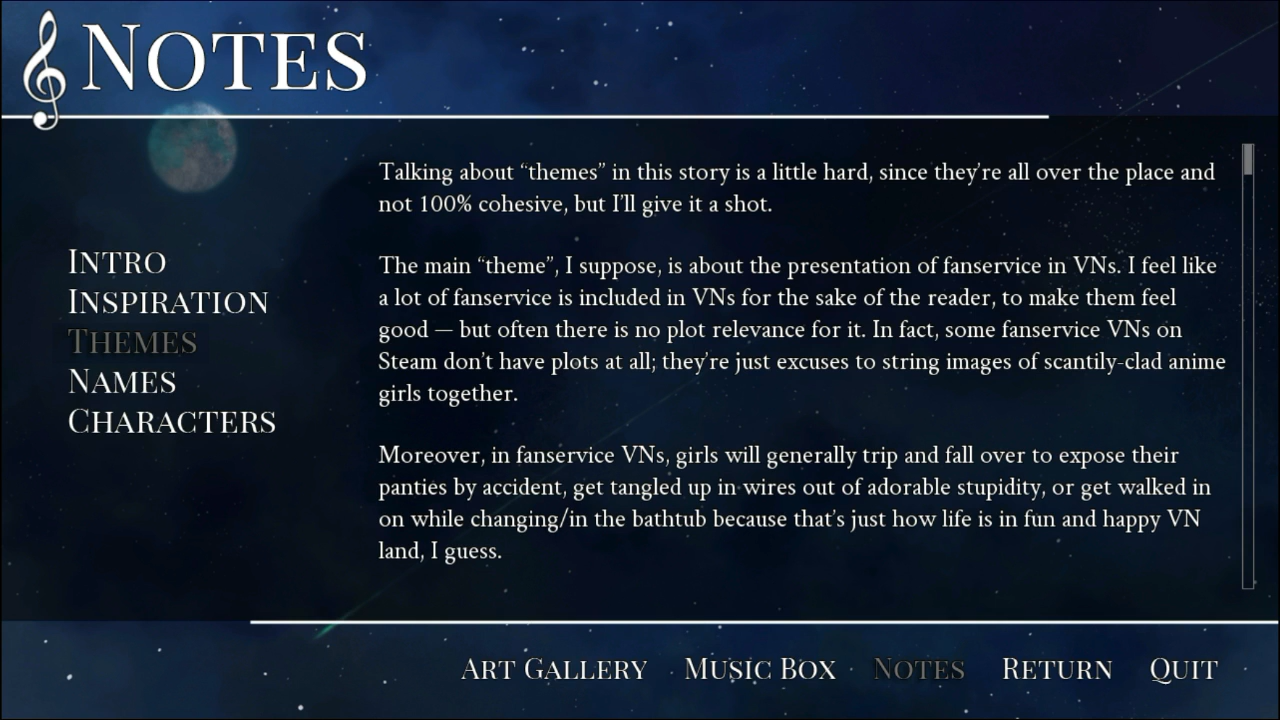 NOTES
INTRO
INSPIRATION
THEMES
NAMES
CHARACTERS
Talking about “themes” in this story is a little hard, since they’re all over the place and
not 100% cohesive, but I’ll give it a shot.
The main “theme”, I suppose, is about the presentation of fanservice in VNs. I feel like
a lot of fanservice is included in VNs for the sake of the reader, to make them feel
good — but often there is no plot relevance for it. In fact, some fanservice VNs on
Steam don’t have plots at all; they’re just excuses to string images of scantily-clad anime
girls together.
Moreover, in fanservice VNs, girls will generally trip and fall over to expose their
panties by accident, get tangled up in wires out of adorable stupidity, or get walked in
on while changing/in the bathtub because that’s just how life is in fun and happy VN
land, I guess.
ART GALLERY MUSIC BOX NOTES RETURN QUIT